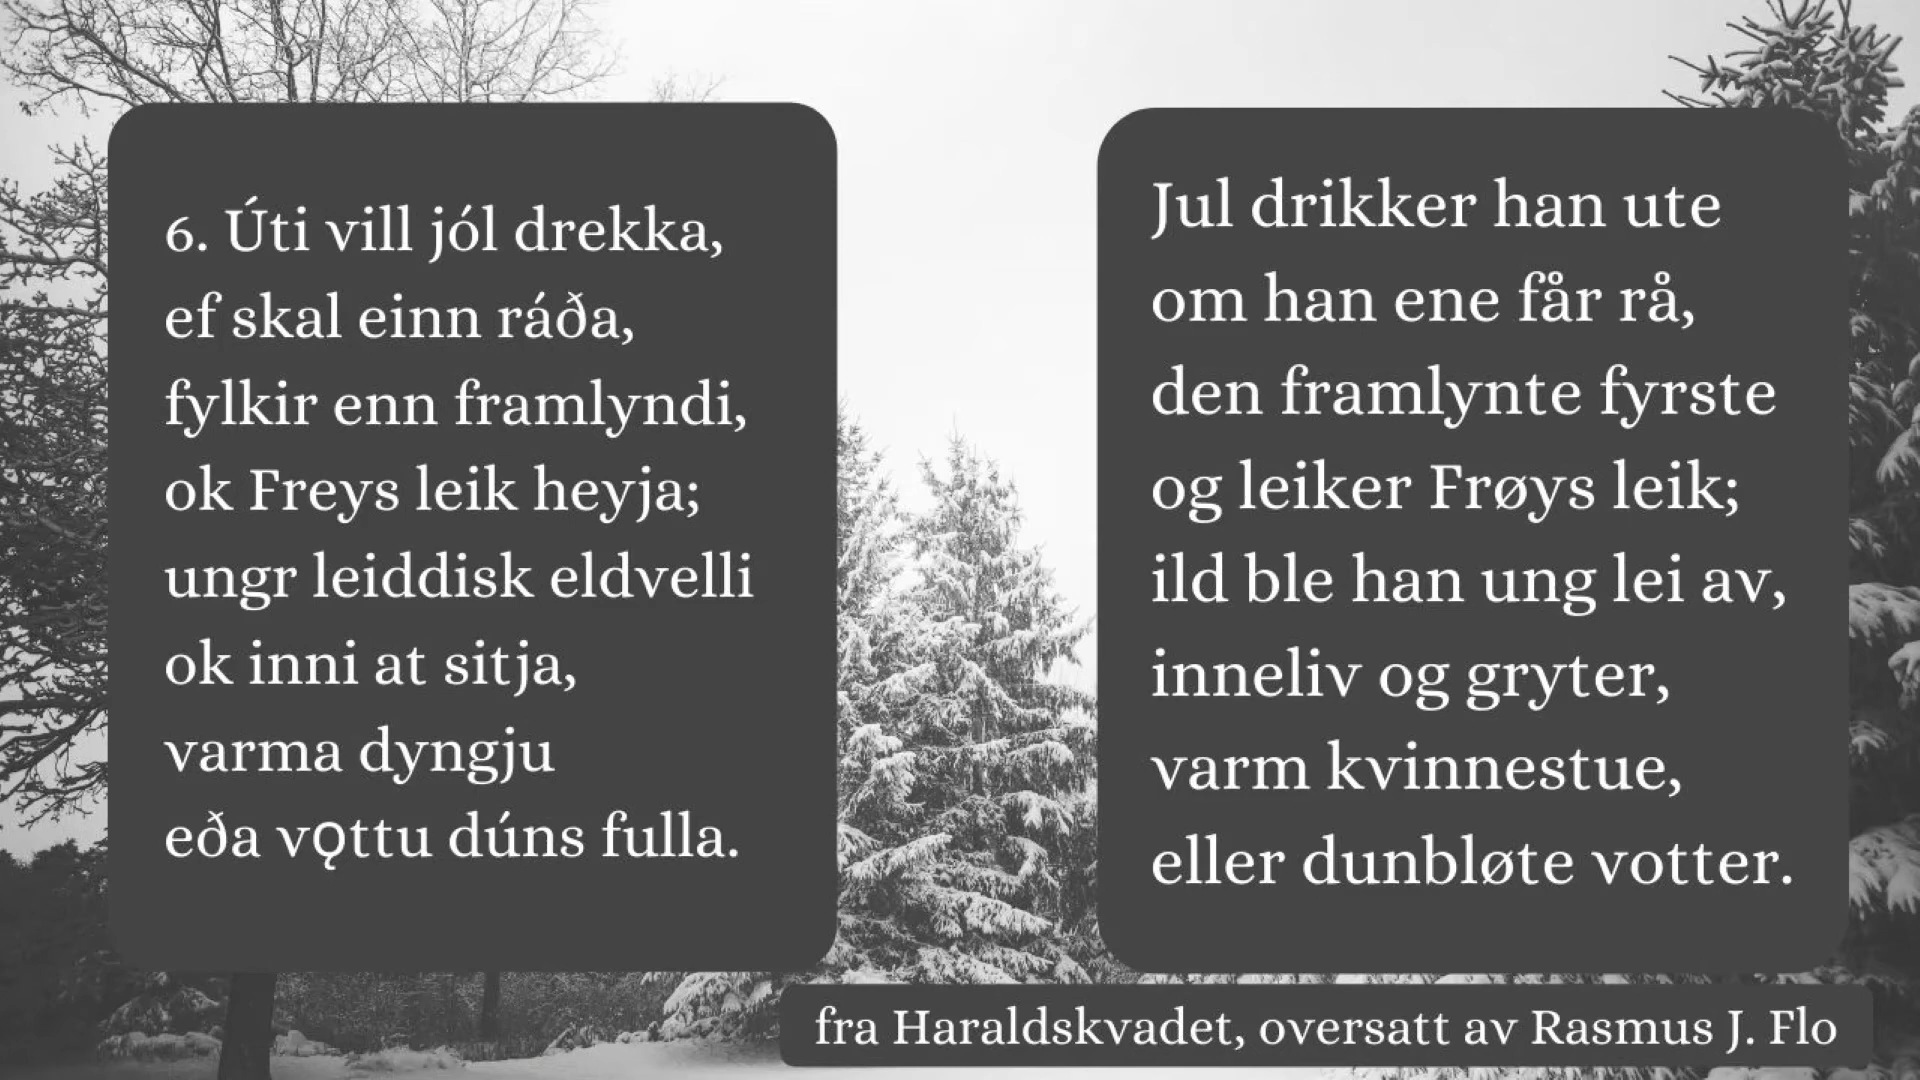 6. Úti vill jól drekka,
ef skal einn ráða,
fylkir enn framlyndi,
ok Freys leik heyja;
ungr leiddisk eldvelli
ok inni at sitja,
varma dyngju
eða vǫttu dúns fulla.
Jul drikker han ute
om han ene får rå,
den framlynte fyrste
og leiker Frøys leik;
ild ble han ung lei av,
inneliv og gryter,
varm kvinnestue,
eller dunbløte votter.
fra Haraldskvadet, oversatt av Rasmus J. Flo